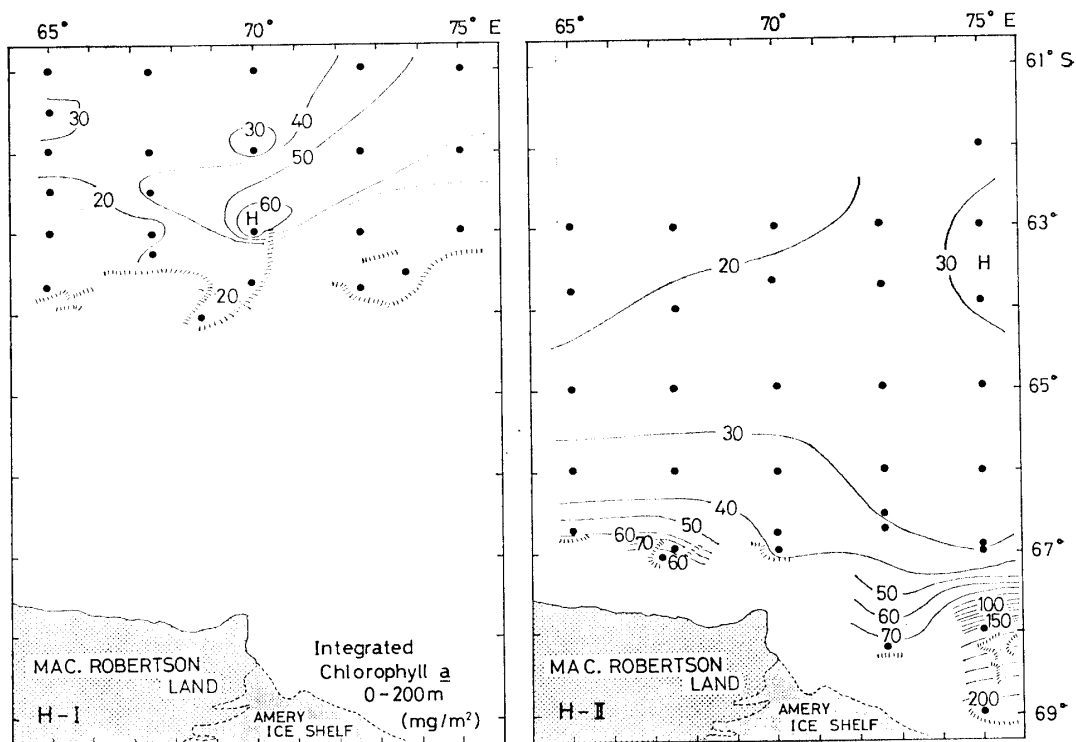 65° 70° 75° E
30
30
40
50
20
60
H
20
MAC. ROBERTSON
LAND
AMERY
ICE SHELF
H-I
Integrated
Chlorophyll a
0-200m
(mg/m²)
65° 70° 75° E
61° S
63°
65°
67°
69°
20
30
H
30
40
50
60
70
60
50
60
70
100
150
200
MAC. ROBERTSON
LAND
AMERY
ICE SHELF
H-II